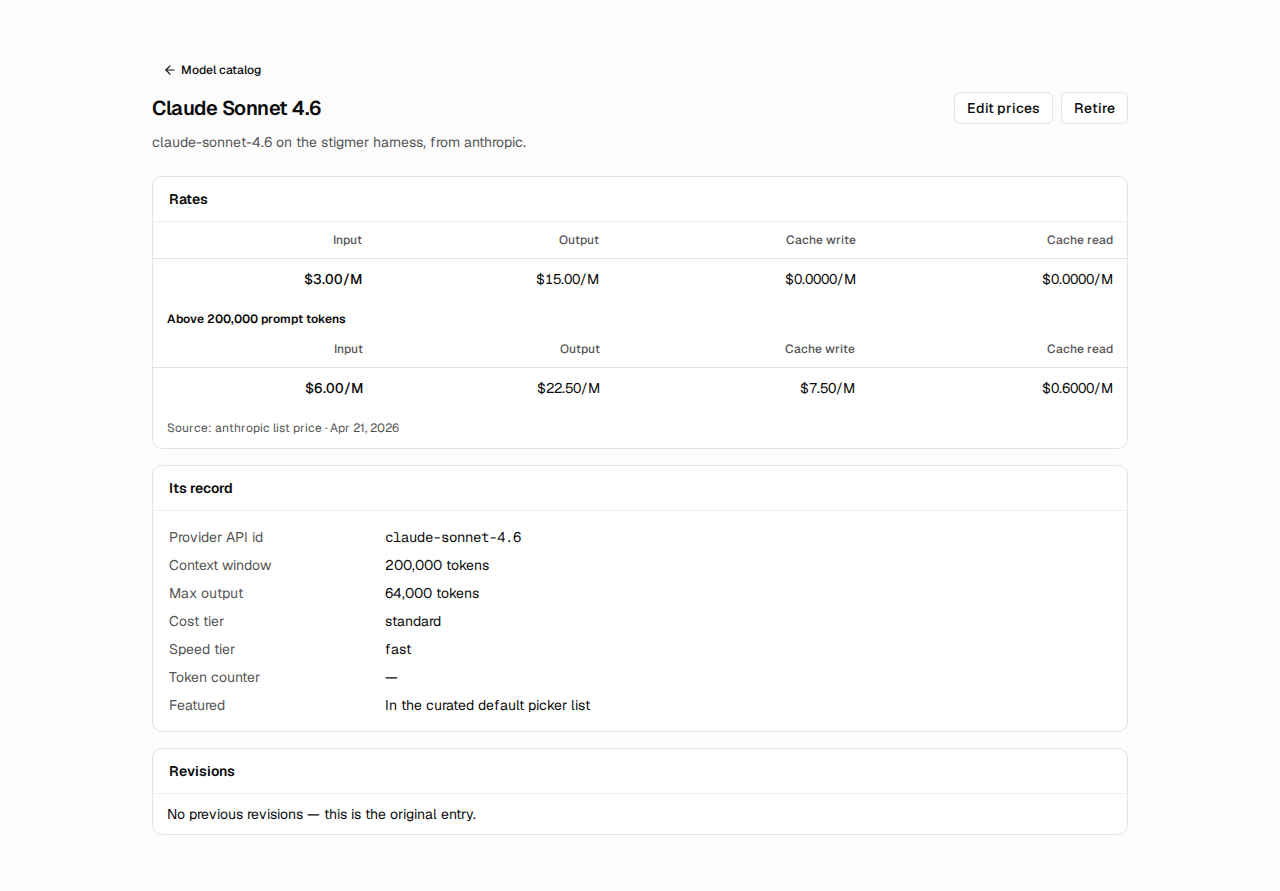 ← Model catalog
Claude Sonnet 4.6
Edit prices
Retire
claude-sonnet-4.6 on the stigmer harness, from anthropic.
Rates
Input Output Cache write Cache read
$3.00/M $15.00/M $0.0000/M $0.0000/M
Above 200,000 prompt tokens
Input Output Cache write Cache read
$6.00/M $22.50/M $7.50/M $0.6000/M
Source: anthropic list price · Apr 21, 2026
Its record
Provider API id claude-sonnet-4.6
Context window 200,000 tokens
Max output 64,000 tokens
Cost tier standard
Speed tier fast
Token counter —
Featured In the curated default picker list
Revisions
No previous revisions — this is the original entry.